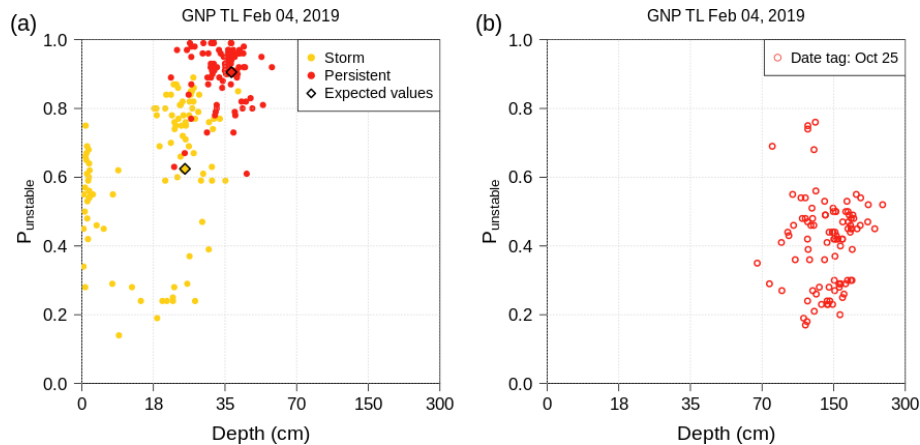 (a)
GNP TL Feb 04, 2019
Storm
Persistent
Expected values
Punstable
1.0
0.8
0.6
0.4
0.2
0.0
0 18 35 70 150 300
Depth (cm)
(b)
GNP TL Feb 04, 2019
Date tag: Oct 25
Punstable
1.0
0.8
0.6
0.4
0.2
0.0
0 18 35 70 150 300
Depth (cm)